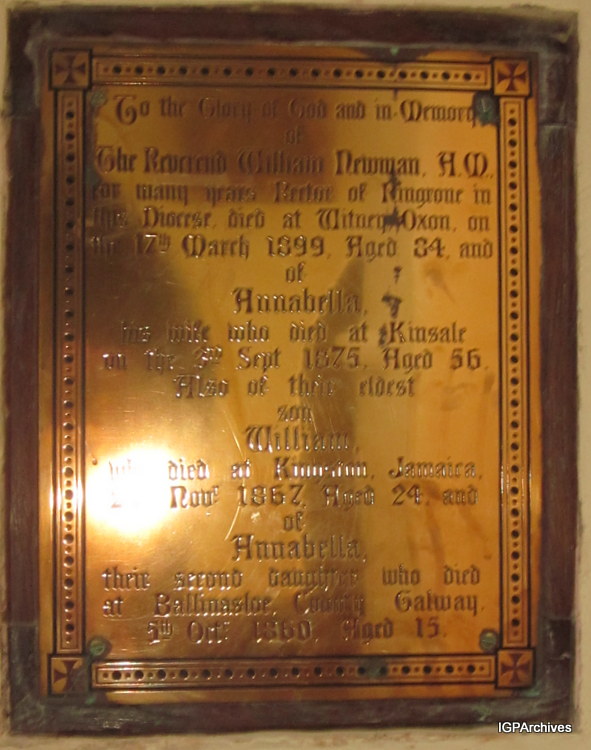 To the Glory of God and in Memory
of
The Reverend William Newman, A.M.
for many years Rector of Ringrone in
this Diocese, died at Witney, Oxon, on
the 17th March 1899, Aged 84, and
of
Annabella,
his wife who died at Kinsale
on the Sept 1875, Aged 56.
Also of their eldest
son
William,
who died at Kingston, Jamaica,
Novr 1867, Aged 24, and
of
Annabella,
their second daughter who died
at Ballinasloe, County Galway,
5th Octr 1860, Aged 15.
IGPArchives